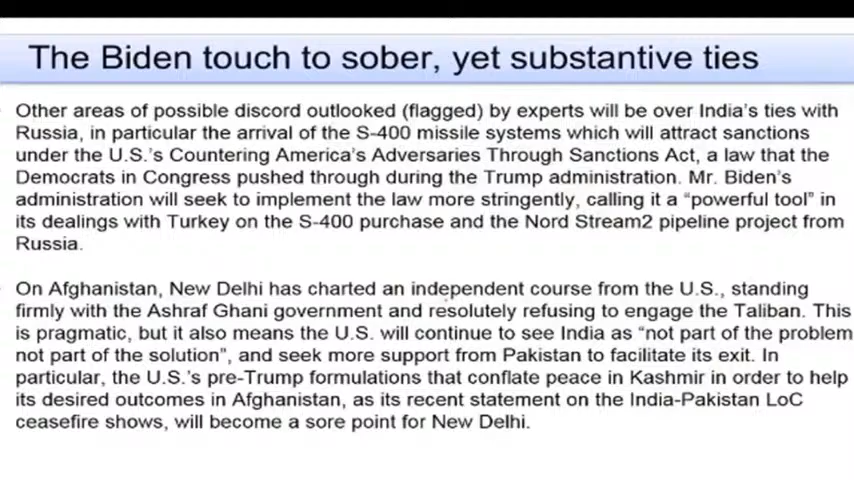 The Biden touch to sober, yet substantive ties
Other areas of possible discord outlooked (flagged) by experts will be over India's ties with
Russia, in particular the arrival of the S-400 missile systems which will attract sanctions
under the U.S.'s Countering America's Adversaries Through Sanctions Act, a law that the
Democrats in Congress pushed through during the Trump administration. Mr. Biden's
administration will seek to implement the law more stringently, calling it a “powerful tool” in
its dealings with Turkey on the S-400 purchase and the Nord Stream2 pipeline project from
Russia.
On Afghanistan, New Delhi has charted an independent course from the U.S., standing
firmly with the Ashraf Ghani government and resolutely refusing to engage the Taliban. This
is pragmatic, but it also means the U.S. will continue to see India as “not part of the problem
not part of the solution”, and seek more support from Pakistan to facilitate its exit. In
particular, the U.S.'s pre-Trump formulations that conflate peace in Kashmir in order to help
its desired outcomes in Afghanistan, as its recent statement on the India-Pakistan LoC
ceasefire shows, will become a sore point for New Delhi.